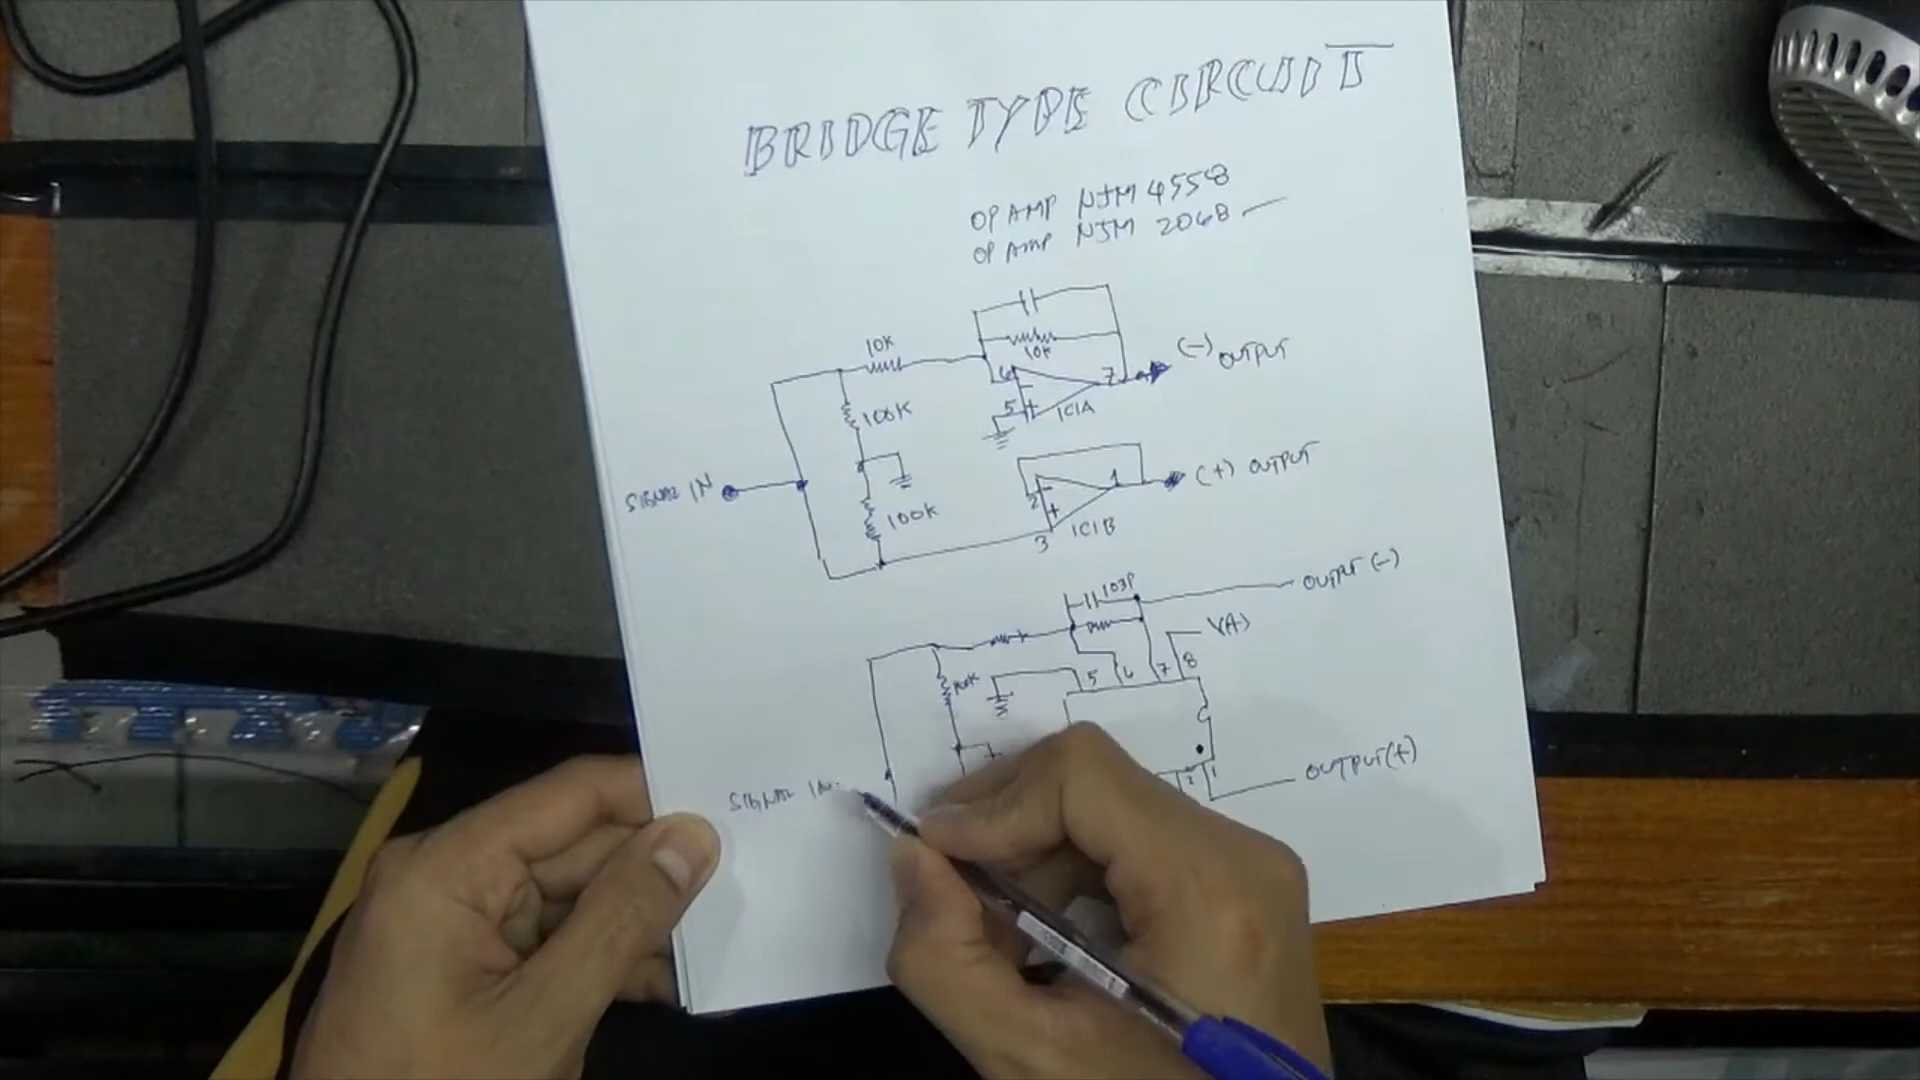 BRIDGE TYPE CIRCUIT
OP AMP NJM 4558
OP AMP NJM 2068
10K
10K
(-) OUTPUT
6
7
100K
5
IC1A
SIGNAL IN
(+) OUTPUT
1
2
100K
IC1B
3
103P
OUTPUT (-)
100K
5 6 7 8
SIGNAL IN
2 1
OUTPUT (+)